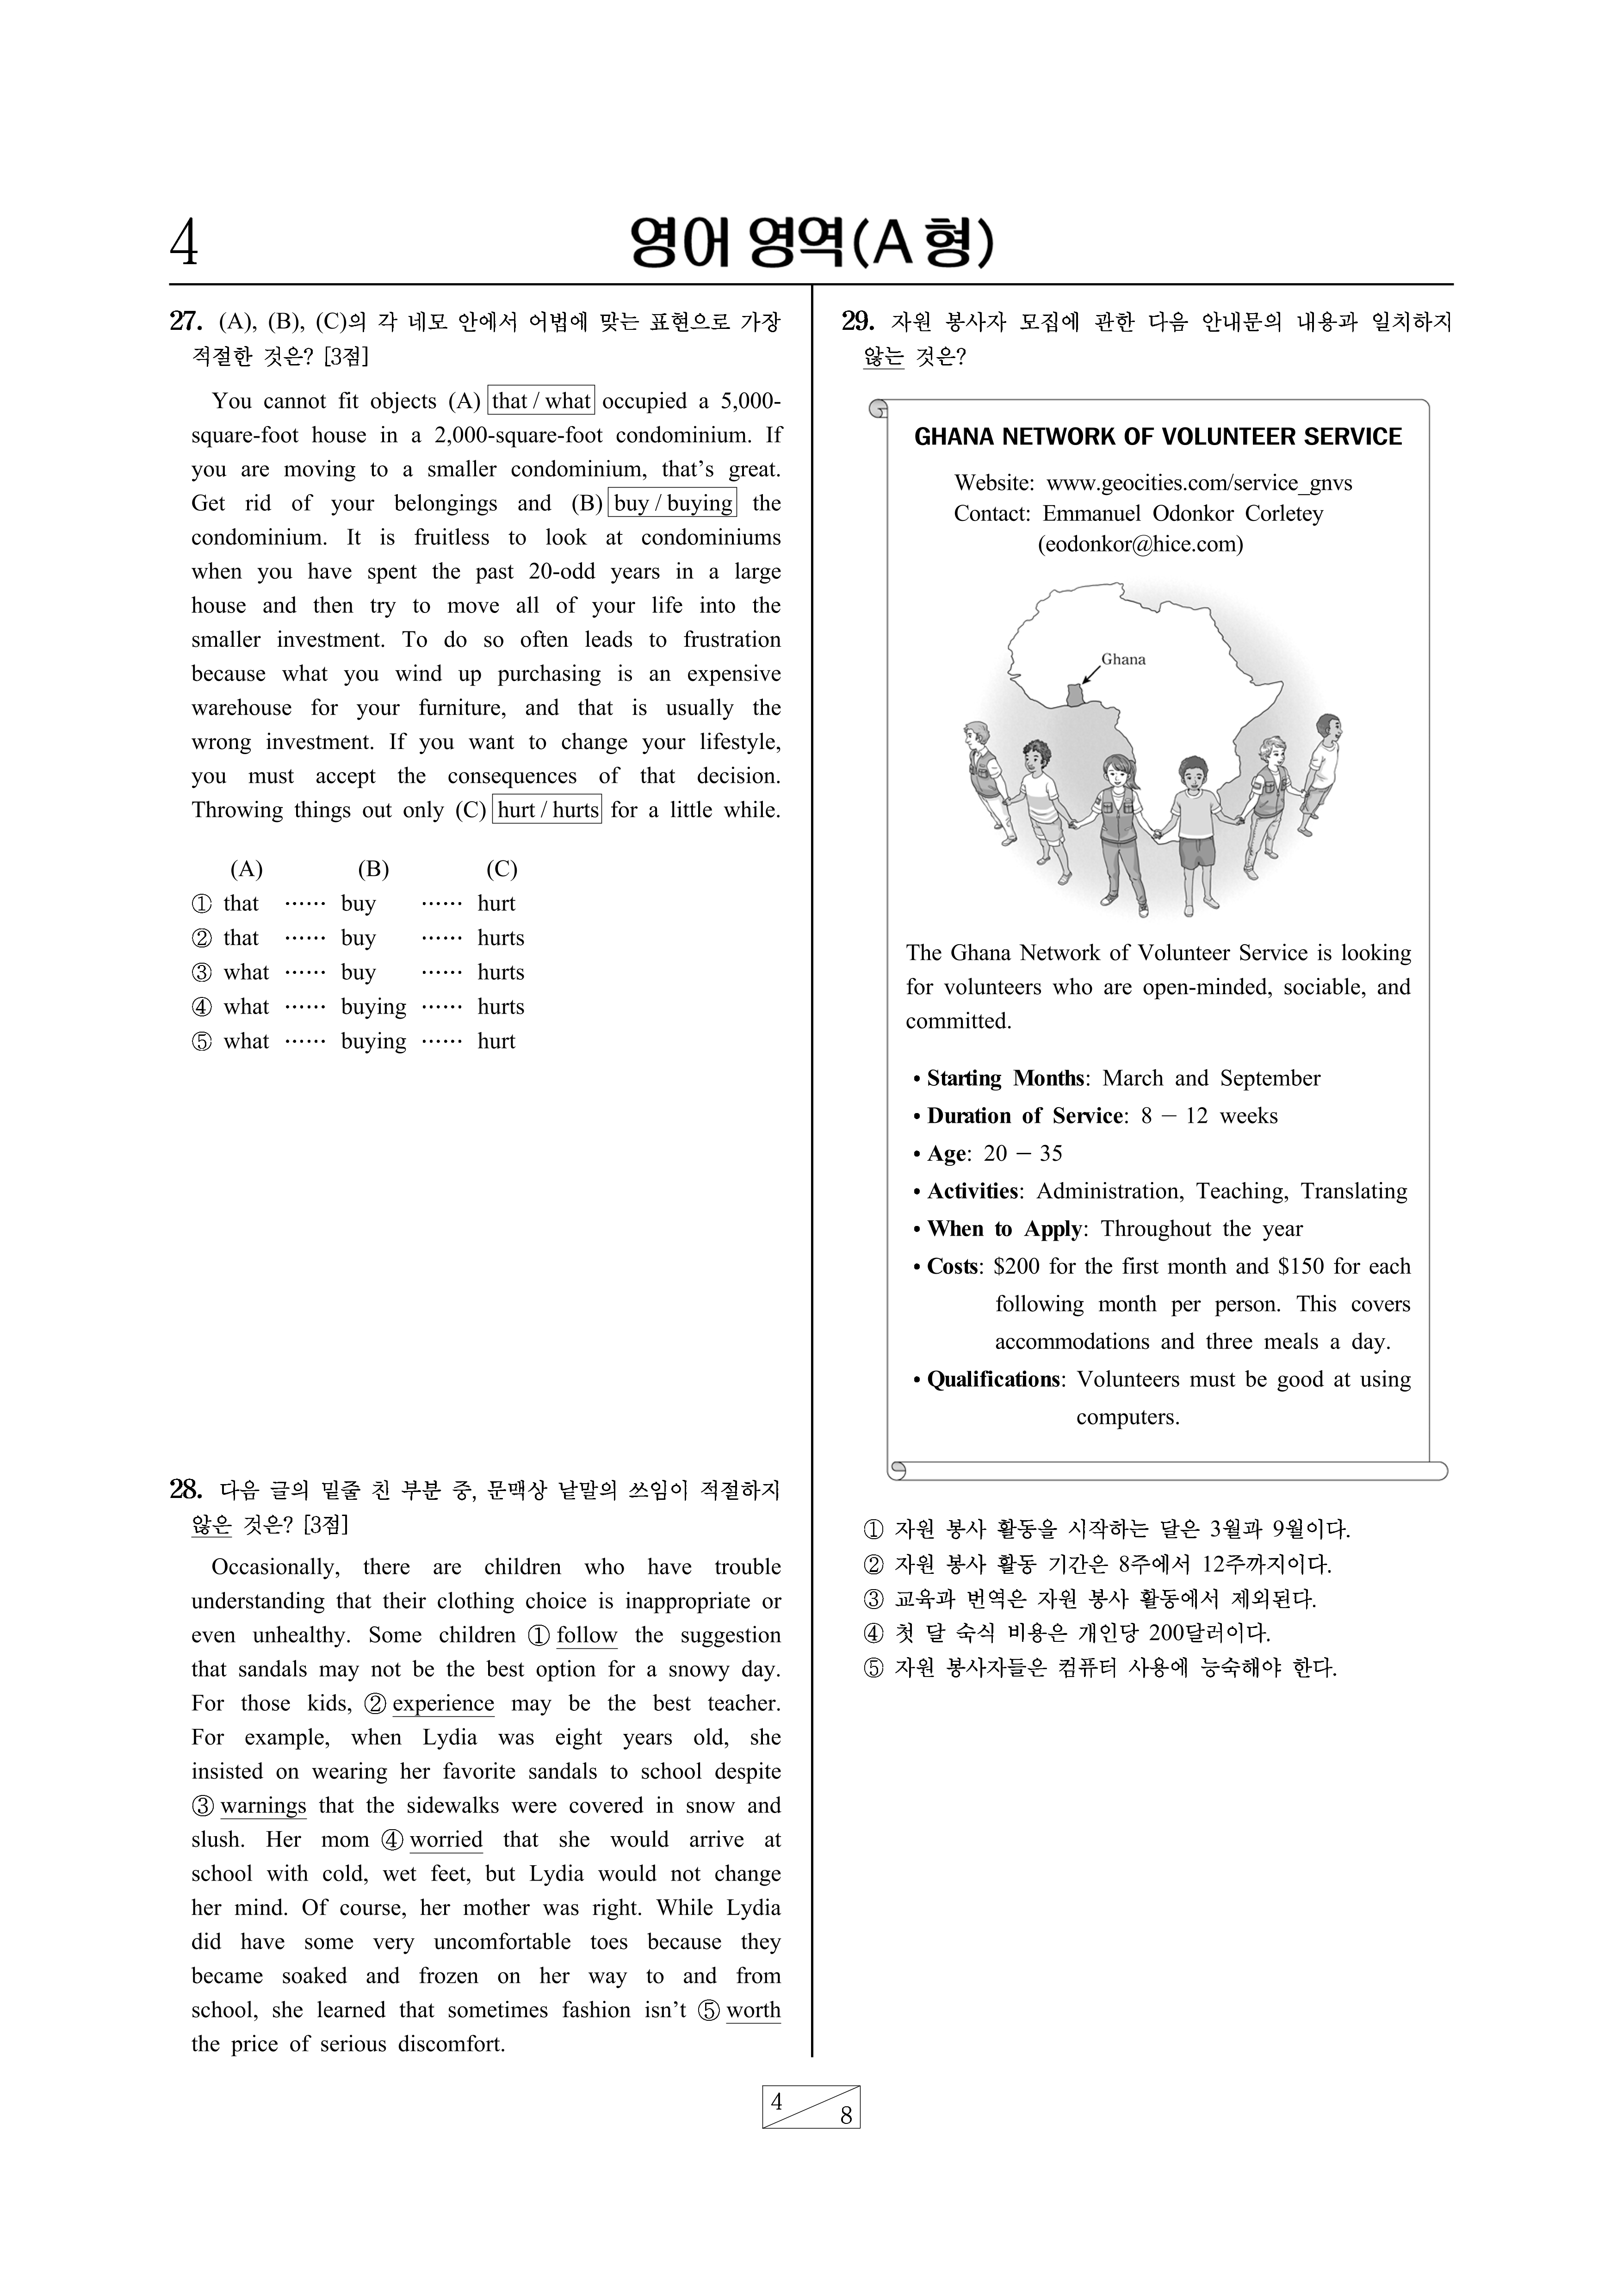 4
영어 영역(A 형)
27. (A), (B), (C)의 각 네모 안에서 어법에 맞는 표현으로 가장
적절한 것은? [3점]
You cannot fit objects (A) that / what occupied a 5,000-
square-foot house in a 2,000-square-foot condominium. If
you are moving to a smaller condominium, that's great.
Get rid of your belongings and (B) buy / buying the
condominium. It is fruitless to look at condominiums
when you have spent the past 20-odd years in a large
house and then try to move all of your life into the
smaller investment. To do so often leads to frustration
because what you wind up purchasing is an expensive
warehouse for your furniture, and that is usually the
wrong investment. If you want to change your lifestyle,
you must accept the consequences of that decision.
Throwing things out only (C) hurt / hurts for a little while.
(A) (B) (C)
① that …… buy …… hurt
② that …… buy …… hurts
③ what …… buy …… hurts
④ what …… buying …… hurts
⑤ what …… buying …… hurt
28. 다음 글의 밑줄 친 부분 중, 문맥상 낱말의 쓰임이 적절하지
않은 것은? [3점]
Occasionally, there are children who have trouble
understanding that their clothing choice is inappropriate or
even unhealthy. Some children ① follow the suggestion
that sandals may not be the best option for a snowy day.
For those kids, ② experience may be the best teacher.
For example, when Lydia was eight years old, she
insisted on wearing her favorite sandals to school despite
③ warnings that the sidewalks were covered in snow and
slush. Her mom ④ worried that she would arrive at
school with cold, wet feet, but Lydia would not change
her mind. Of course, her mother was right. While Lydia
did have some very uncomfortable toes because they
became soaked and frozen on her way to and from
school, she learned that sometimes fashion isn't ⑤ worth
the price of serious discomfort.
29. 자원 봉사자 모집에 관한 다음 안내문의 내용과 일치하지
않는 것은?
GHANA NETWORK OF VOLUNTEER SERVICE
Website: www.geocities.com/service_gnvs
Contact: Emmanuel Odonkor Corletey
(eodonkor@hice.com)
Ghana
The Ghana Network of Volunteer Service is looking
for volunteers who are open-minded, sociable, and
committed.
• Starting Months: March and September
• Duration of Service: 8 – 12 weeks
• Age: 20 – 35
• Activities: Administration, Teaching, Translating
• When to Apply: Throughout the year
• Costs: $200 for the first month and $150 for each
following month per person. This covers
accommodations and three meals a day.
• Qualifications: Volunteers must be good at using
computers.
① 자원 봉사 활동을 시작하는 달은 3월과 9월이다.
② 자원 봉사 활동 기간은 8주에서 12주까지이다.
③ 교육과 번역은 자원 봉사 활동에서 제외된다.
④ 첫 달 숙식 비용은 개인당 200달러이다.
⑤ 자원 봉사자들은 컴퓨터 사용에 능숙해야 한다.
4
8